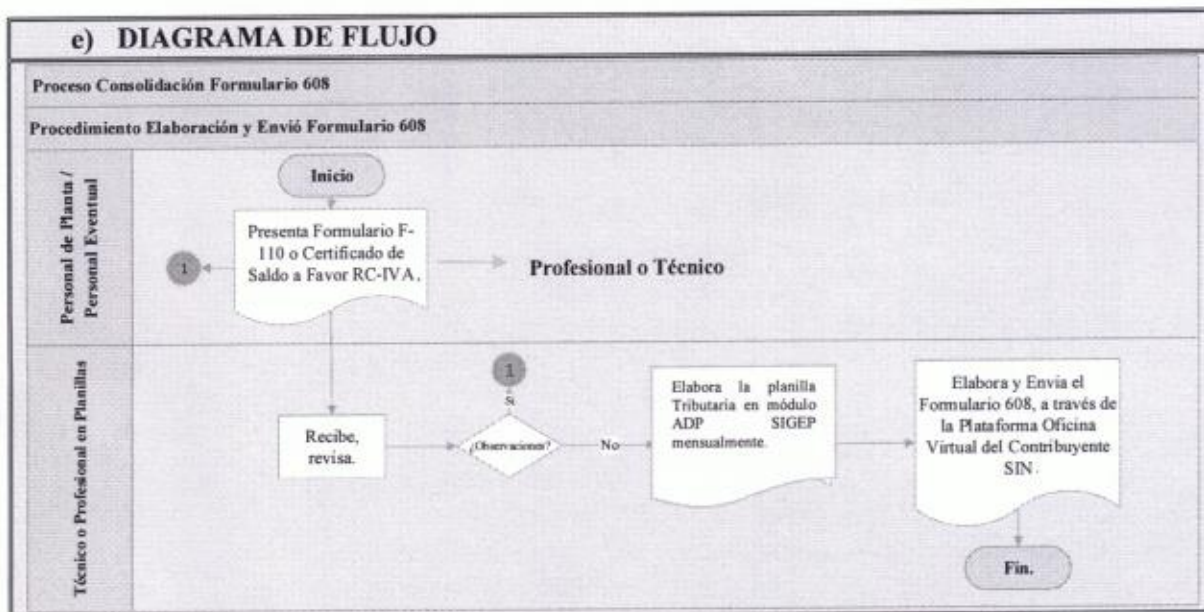 e) DIAGRAMA DE FLUJO
Proceso Consolidación Formulario 608
Procedimiento Elaboración y Envió Formulario 608
Personal de Planta /
Personal Eventual
Inicio
Presenta Formulario F-
110 o Certificado de
Saldo a Favor RC-IVA.
1
Profesional o Técnico
Técnico o Profesional en Planillas
Recibe,
revisa.
1
Si
¿Observaciones?
No
Elabora la planilla
Tributaria en módulo
ADP SIGEP
mensualmente.
Elabora y Envia el
Formulario 608, a través de
la Plataforma Oficina
Virtual del Contribuyente
SIN.
Fin.